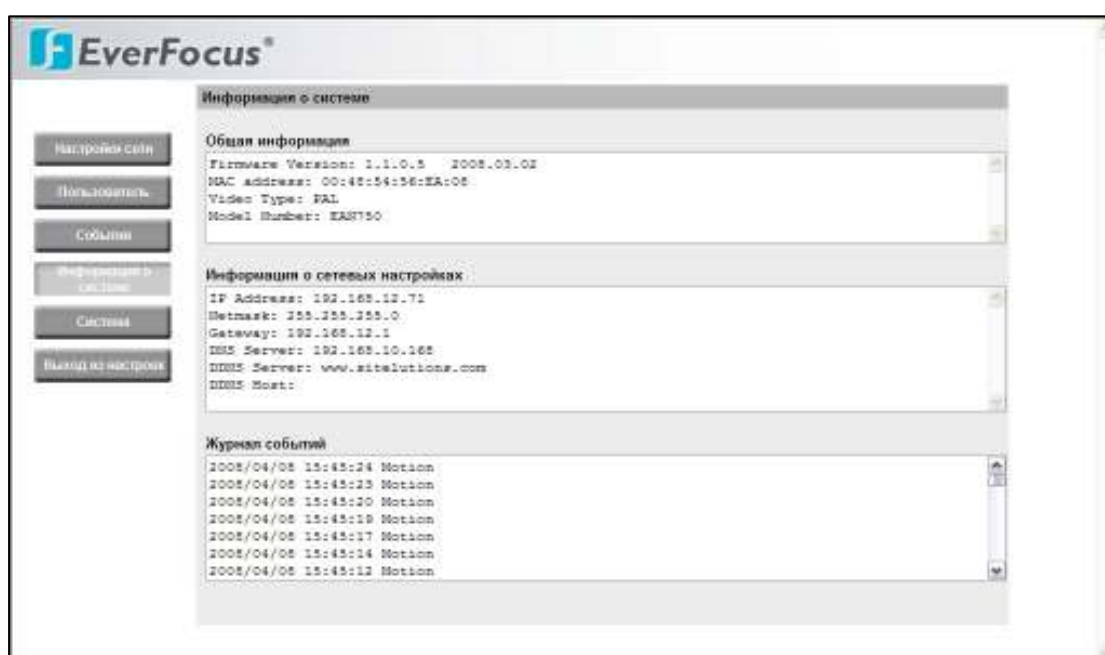 EverFocus®
Информация о системе
Настройки сети
Пользователь
События
Информация о
системе
Система
Выход из настроек
Общая информация
Firmware Version: 1.1.0.5 2008.03.02
MAC address: 00:48:54:56:EA:08
Video Type: PAL
Model Number: EAN750
Информация о сетевых настройках
IP Address: 192.168.12.71
Netmask: 255.255.255.0
Gateway: 192.168.12.1
DNS Server: 192.168.10.168
DDNS Server: www.sitelutions.com
DDNS Host:
Журнал событий
2008/04/08 15:45:24 Motion
2008/04/08 15:45:23 Motion
2008/04/08 15:45:20 Motion
2008/04/08 15:45:19 Motion
2008/04/08 15:45:17 Motion
2008/04/08 15:45:14 Motion
2008/04/08 15:45:12 Motion